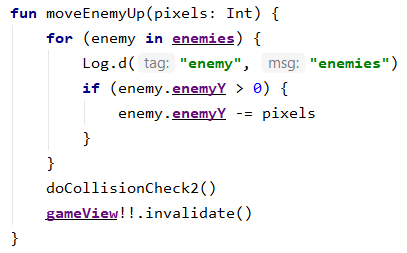 fun moveEnemyUp(pixels: Int) {
for (enemy in enemies) {
Log.d( tag: "enemy", msg: "enemies")
if (enemy.enemyY > 0) {
enemy.enemyY -= pixels
}
}
doCollisionCheck2()
gameView!!.invalidate()
}